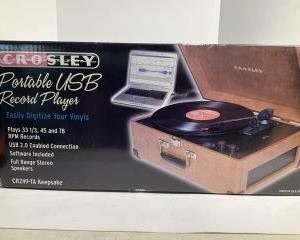 CROSLEY
Portable USB
Record Player
Easily Digitize Your Vinyls
Plays 33 1/3, 45 and 78
RPM Records
USB 2.0 Enabled Connection
Software Included
Full Range Stereo
Speakers
CR249-TA Keepsake
CROSLEY